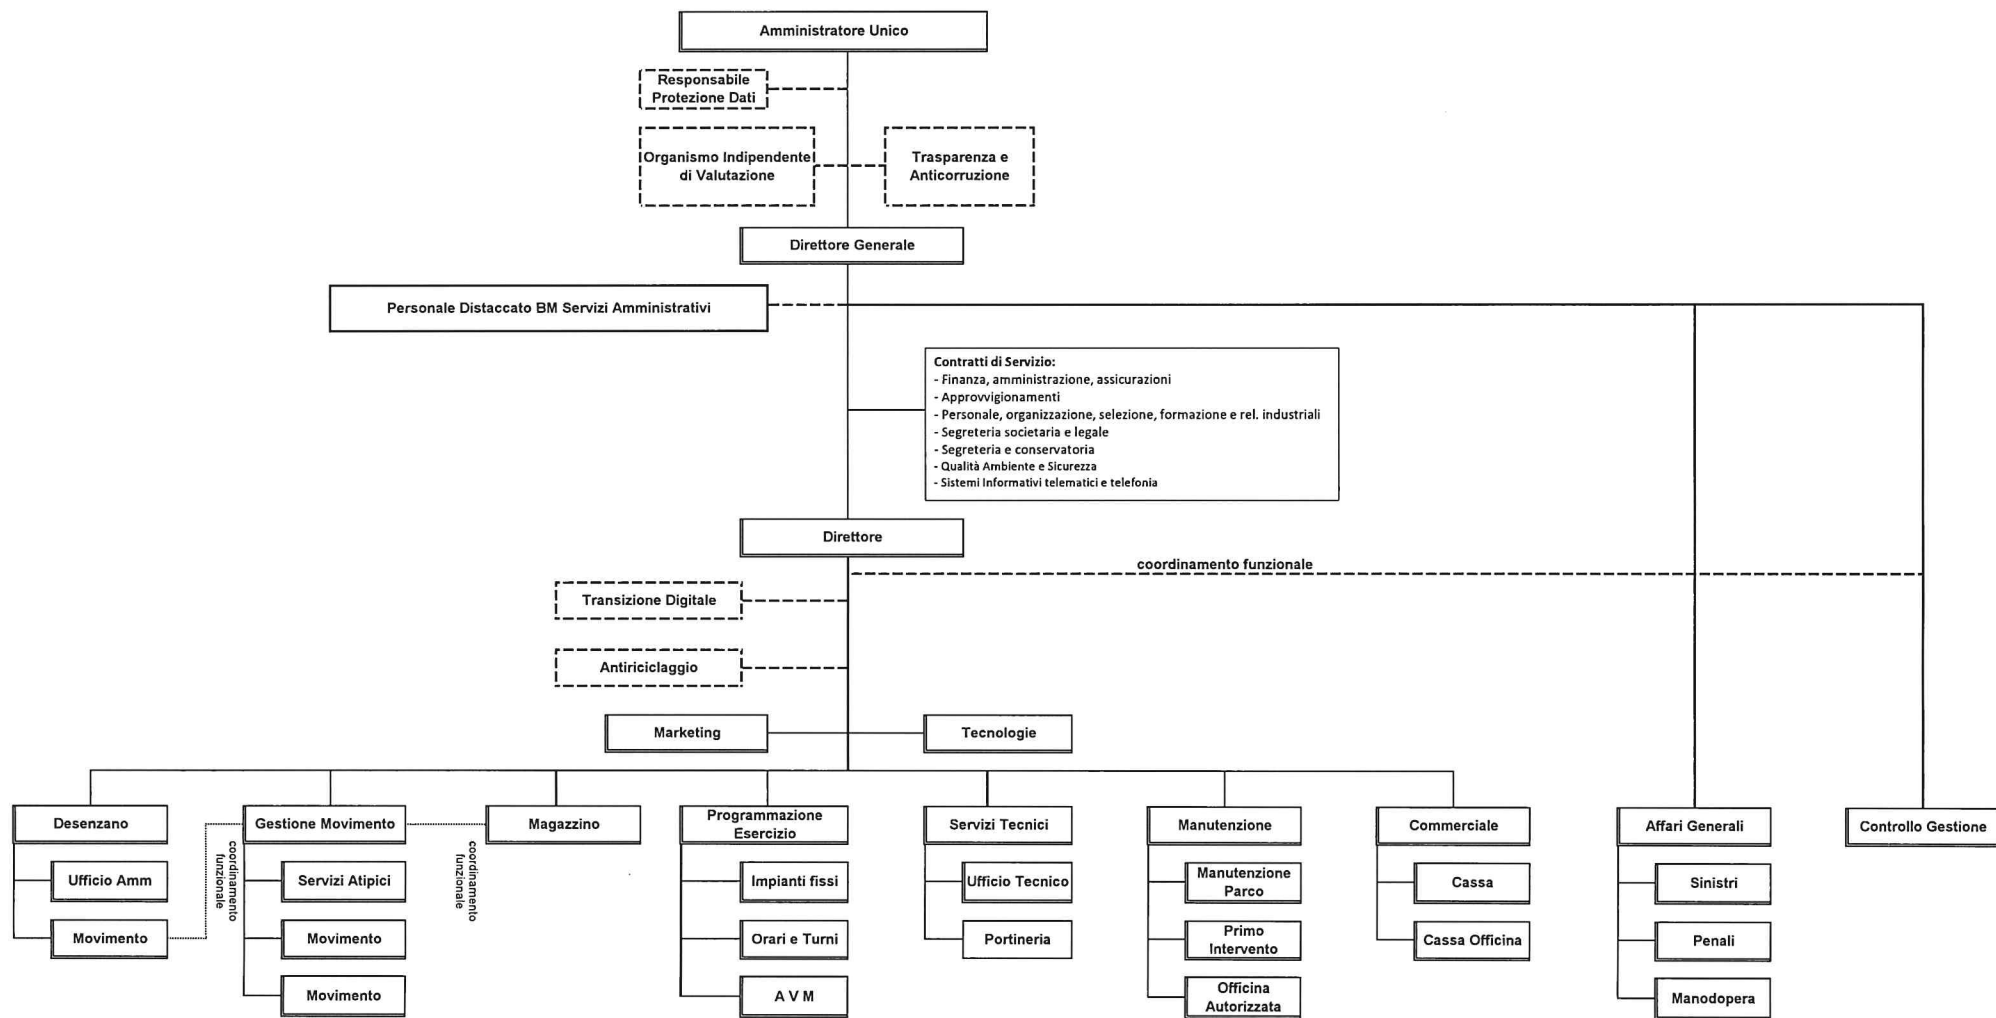 Amministratore Unico
Responsabile
Protezione Dati
Organismo Indipendente
di Valutazione
Trasparenza e
Anticorruzione
Direttore Generale
Personale Distaccato BM Servizi Amministrativi
Contratti di Servizio:
- Finanza, amministrazione, assicurazioni
- Approvvigionamenti
- Personale, organizzazione, selezione, formazione e rel. industriali
- Segreteria societaria e legale
- Segreteria e conservatoria
- Qualità Ambiente e Sicurezza
- Sistemi Informativi telematici e telefonia
Direttore
coordinamento funzionale
Transizione Digitale
Antiriciclaggio
Marketing
Tecnologie
Desenzano
Gestione Movimento
Magazzino
Programmazione
Esercizio
Servizi Tecnici
Manutenzione
Commerciale
Affari Generali
Controllo Gestione
coordinamento
funzionale
coordinamento
funzionale
Ufficio Amm
Servizi Atipici
Impianti fissi
Ufficio Tecnico
Manutenzione
Parco
Cassa
Sinistri
Movimento
Movimento
Orari e Turni
Portineria
Primo
Intervento
Cassa Officina
Penali
Movimento
A V M
Officina
Autorizzata
Manodopera